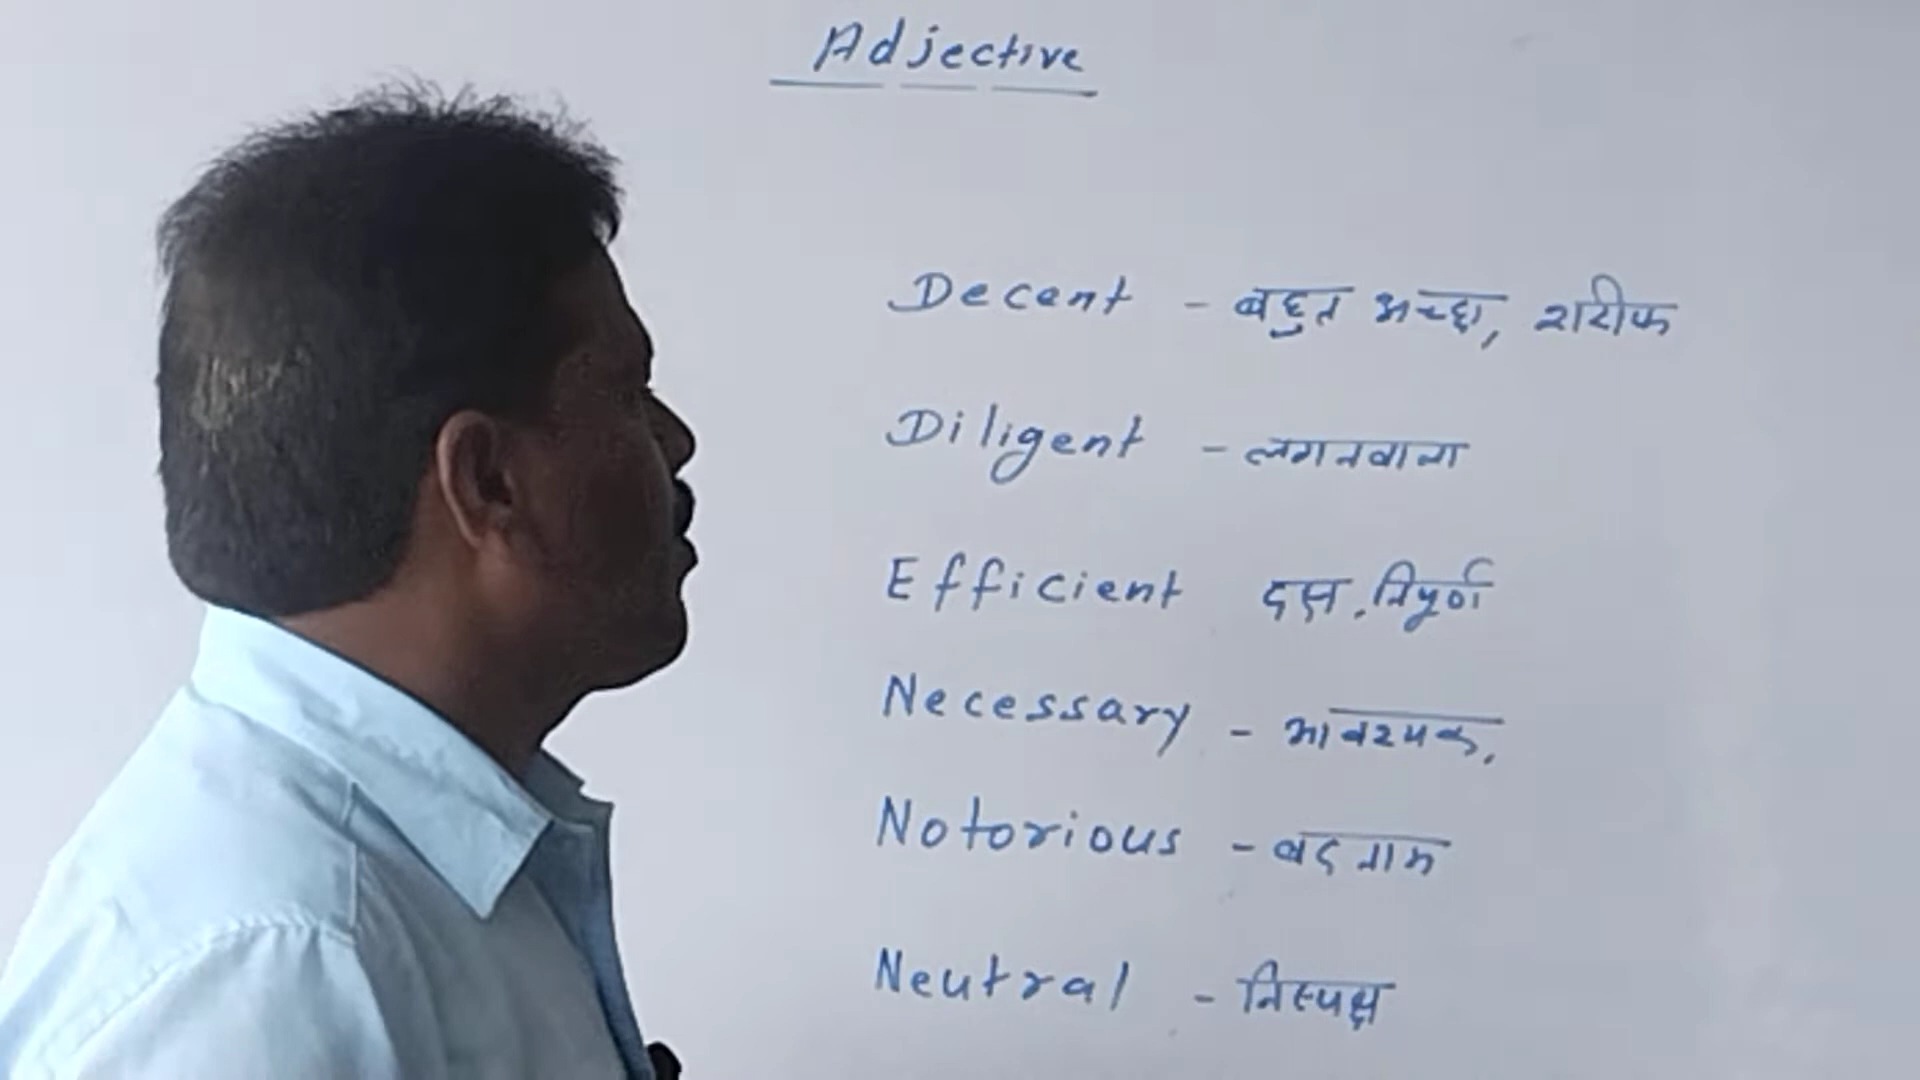 Adjective
Decent - बहुत अच्छा, शरीफ
Diligent - लगनवाला
Efficient दक्ष, निपूर्ण
Necessary - आवश्यक,
Notorious - बदनाम
Neutral - निस्पक्ष